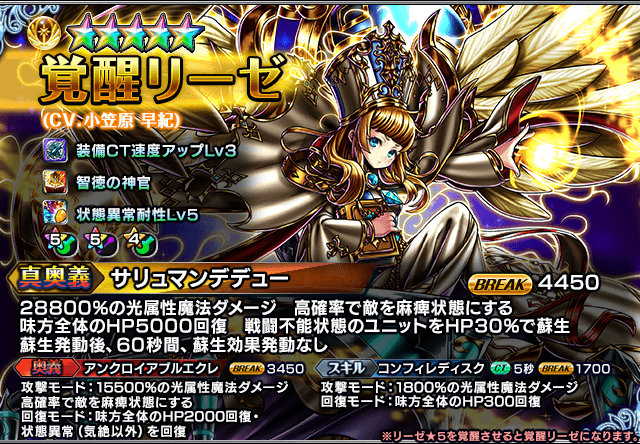 覚醒リーゼ
(CV:小笠原 早紀)
装備CT速度アップLv3
智徳の神官
状態異常耐性Lv5
5 5 4
真奥義 サリュマンデデュー BREAK 4450
28800%の光属性魔法ダメージ 高確率で敵を麻痺状態にする
味方全体のHP5000回復 戦闘不能状態のユニットをHP30%で蘇生
蘇生発動後、60秒間、蘇生効果発動なし
奥義 アンクロイアブルエクレ BREAK 3450
攻撃モード:15500%の光属性魔法ダメージ
高確率で敵を麻痺状態にする
回復モード:味方全体のHP2000回復・
状態異常(気絶以外)を回復
スキル コンフィレディスク CT 5秒 BREAK 1700
攻撃モード:1800%の光属性魔法ダメージ
回復モード:味方全体のHP300回復
※リーゼ★5を覚醒させると覚醒リーゼになります。